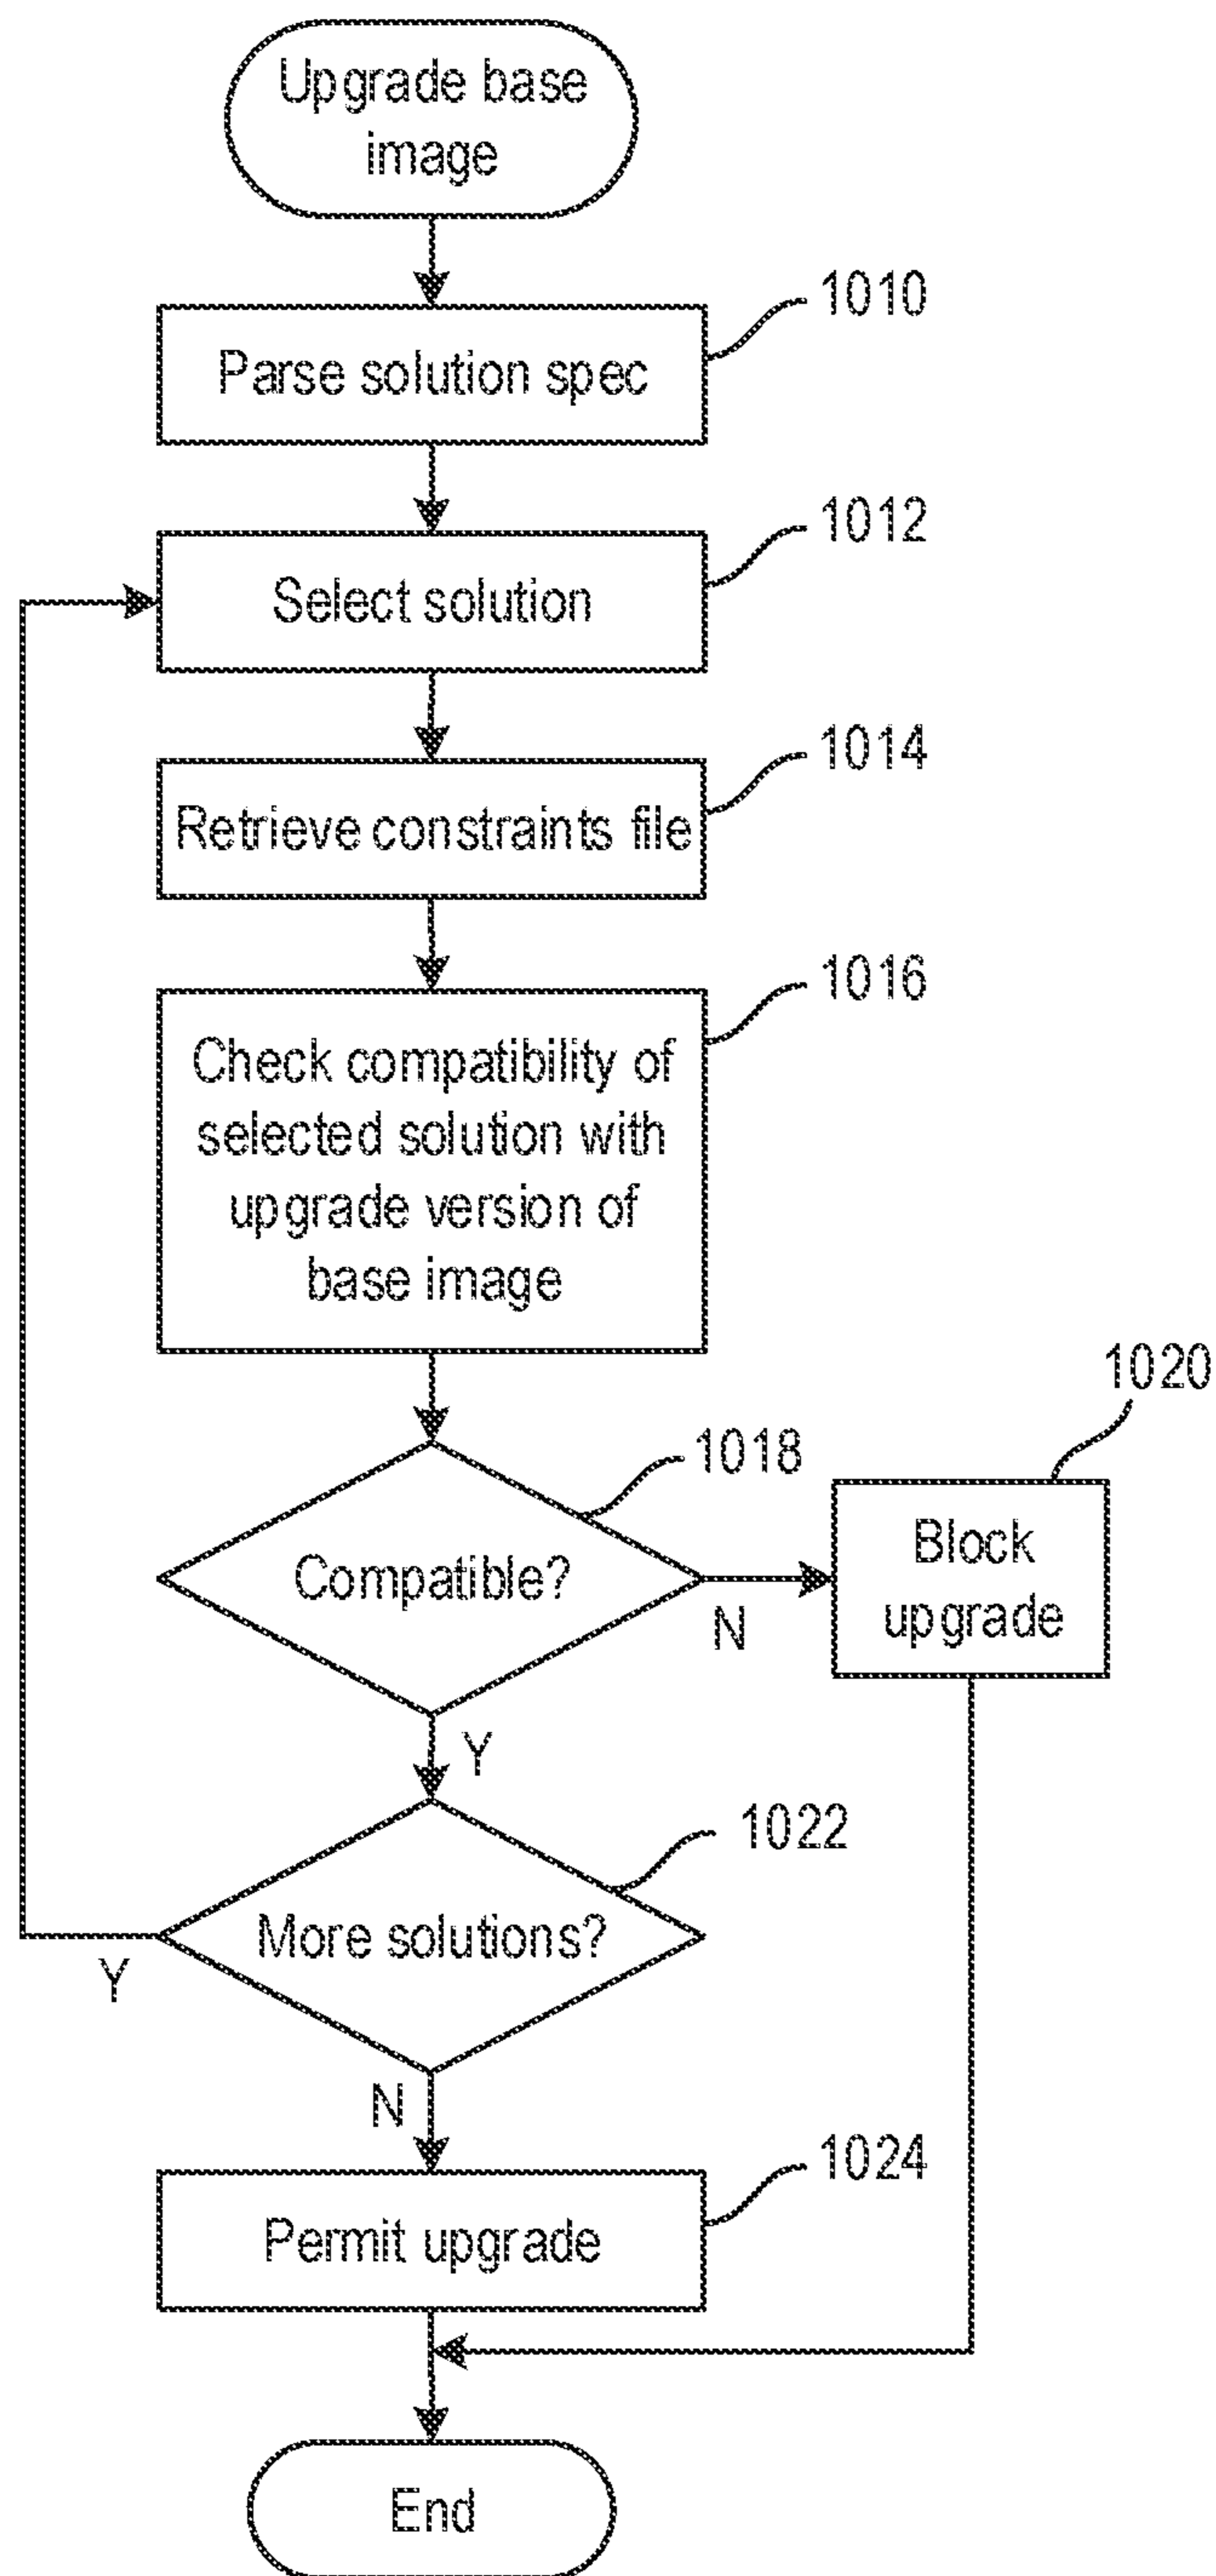 Upgrade base
image
1010
Parse solution spec
1012
Select solution
1014
Retrieve constraints file
1016
Check compatibility of
selected solution with
upgrade version of
base image
1018
Compatible?
N
1020
Block
upgrade
Y
1022
More solutions?
Y
N
1024
Permit upgrade
End